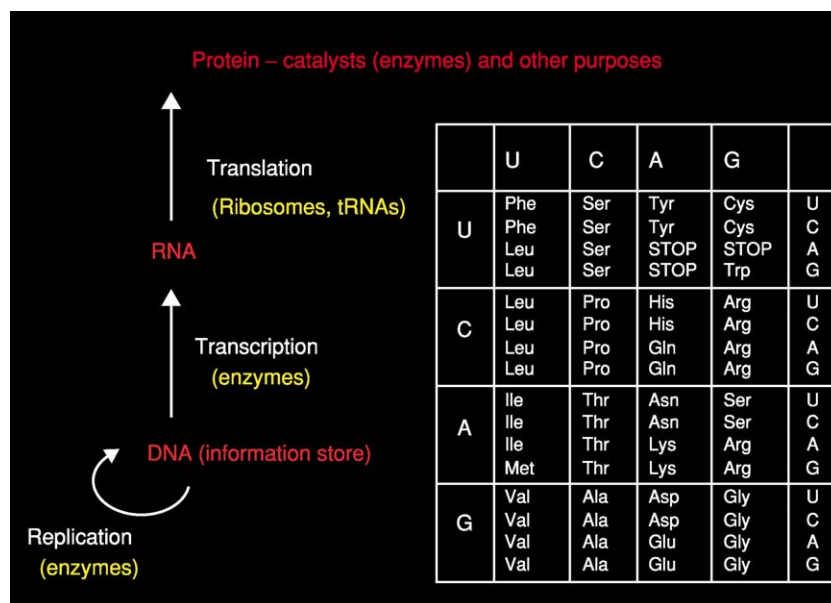 Protein – catalysts (enzymes) and other purposes
Translation
(Ribosomes, tRNAs)
RNA
Transcription
(enzymes)
DNA (information store)
Replication
(enzymes)
U C A G
U Phe Ser Tyr Cys U
Phe Ser Tyr Cys C
Leu Ser STOP STOP A
Leu Ser STOP Trp G
C Leu Pro His Arg U
Leu Pro His Arg C
Leu Pro Gln Arg A
Leu Pro Gln Arg G
A Ile Thr Asn Ser U
Ile Thr Asn Ser C
Ile Thr Lys Arg A
Met Thr Lys Arg G
G Val Ala Asp Gly U
Val Ala Asp Gly C
Val Ala Glu Gly A
Val Ala Glu Gly G